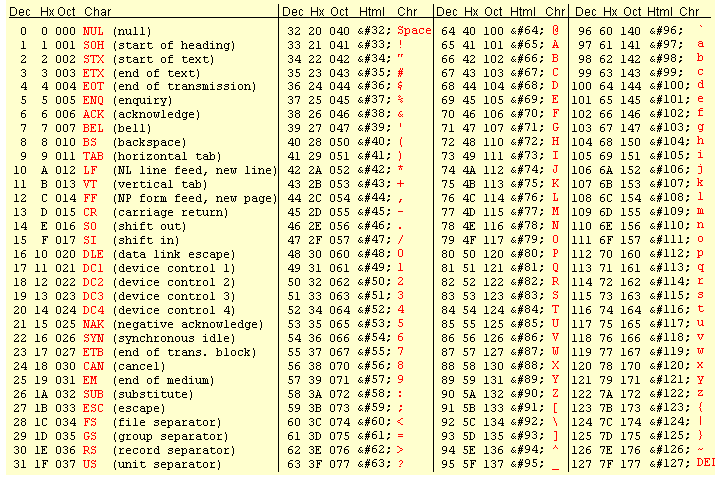 Dec Hx Oct Char Dec Hx Oct Html Chr Dec Hx Oct Html Chr Dec Hx Oct Html Chr
0 0 000 NUL (null) 32 20 040 &#32; Space 64 40 100 &#64; @ 96 60 140 &#96; `
1 1 001 SOH (start of heading) 33 21 041 &#33; ! 65 41 101 &#65; A 97 61 141 &#97; a
2 2 002 STX (start of text) 34 22 042 &#34; " 66 42 102 &#66; B 98 62 142 &#98; b
3 3 003 ETX (end of text) 35 23 043 &#35; # 67 43 103 &#67; C 99 63 143 &#99; c
4 4 004 EOT (end of transmission) 36 24 044 &#36; $ 68 44 104 &#68; D 100 64 144 &#100; d
5 5 005 ENQ (enquiry) 37 25 045 &#37; % 69 45 105 &#69; E 101 65 145 &#101; e
6 6 006 ACK (acknowledge) 38 26 046 &#38; & 70 46 106 &#70; F 102 66 146 &#102; f
7 7 007 BEL (bell) 39 27 047 &#39; ' 71 47 107 &#71; G 103 67 147 &#103; g
8 8 010 BS (backspace) 40 28 050 &#40; ( 72 48 110 &#72; H 104 68 150 &#104; h
9 9 011 TAB (horizontal tab) 41 29 051 &#41; ) 73 49 111 &#73; I 105 69 151 &#105; i
10 A 012 LF (NL line feed, new line) 42 2A 052 &#42; * 74 4A 112 &#74; J 106 6A 152 &#106; j
11 B 013 VT (vertical tab) 43 2B 053 &#43; + 75 4B 113 &#75; K 107 6B 153 &#107; k
12 C 014 FF (NP form feed, new page) 44 2C 054 &#44; , 76 4C 114 &#76; L 108 6C 154 &#108; l
13 D 015 CR (carriage return) 45 2D 055 &#45; - 77 4D 115 &#77; M 109 6D 155 &#109; m
14 E 016 SO (shift out) 46 2E 056 &#46; . 78 4E 116 &#78; N 110 6E 156 &#110; n
15 F 017 SI (shift in) 47 2F 057 &#47; / 79 4F 117 &#79; O 111 6F 157 &#111; o
16 10 020 DLE (data link escape) 48 30 060 &#48; 0 80 50 120 &#80; P 112 70 160 &#112; p
17 11 021 DC1 (device control 1) 49 31 061 &#49; 1 81 51 121 &#81; Q 113 71 161 &#113; q
18 12 022 DC2 (device control 2) 50 32 062 &#50; 2 82 52 122 &#82; R 114 72 162 &#114; r
19 13 023 DC3 (device control 3) 51 33 063 &#51; 3 83 53 123 &#83; S 115 73 163 &#115; s
20 14 024 DC4 (device control 4) 52 34 064 &#52; 4 84 54 124 &#84; T 116 74 164 &#116; t
21 15 025 NAK (negative acknowledge) 53 35 065 &#53; 5 85 55 125 &#85; U 117 75 165 &#117; u
22 16 026 SYN (synchronous idle) 54 36 066 &#54; 6 86 56 126 &#86; V 118 76 166 &#118; v
23 17 027 ETB (end of trans. block) 55 37 067 &#55; 7 87 57 127 &#87; W 119 77 167 &#119; w
24 18 030 CAN (cancel) 56 38 070 &#56; 8 88 58 130 &#88; X 120 78 170 &#120; x
25 19 031 EM (end of medium) 57 39 071 &#57; 9 89 59 131 &#89; Y 121 79 171 &#121; y
26 1A 032 SUB (substitute) 58 3A 072 &#58; : 90 5A 132 &#90; Z 122 7A 172 &#122; z
27 1B 033 ESC (escape) 59 3B 073 &#59; ; 91 5B 133 &#91; [ 123 7B 173 &#123; {
28 1C 034 FS (file separator) 60 3C 074 &#60; < 92 5C 134 &#92; \ 124 7C 174 &#124; |
29 1D 035 GS (group separator) 61 3D 075 &#61; = 93 5D 135 &#93; ] 125 7D 175 &#125; }
30 1E 036 RS (record separator) 62 3E 076 &#62; > 94 5E 136 &#94; ^ 126 7E 176 &#126; ~
31 1F 037 US (unit separator) 63 3F 077 &#63; ? 95 5F 137 &#95; _ 127 7F 177 &#127; DEL